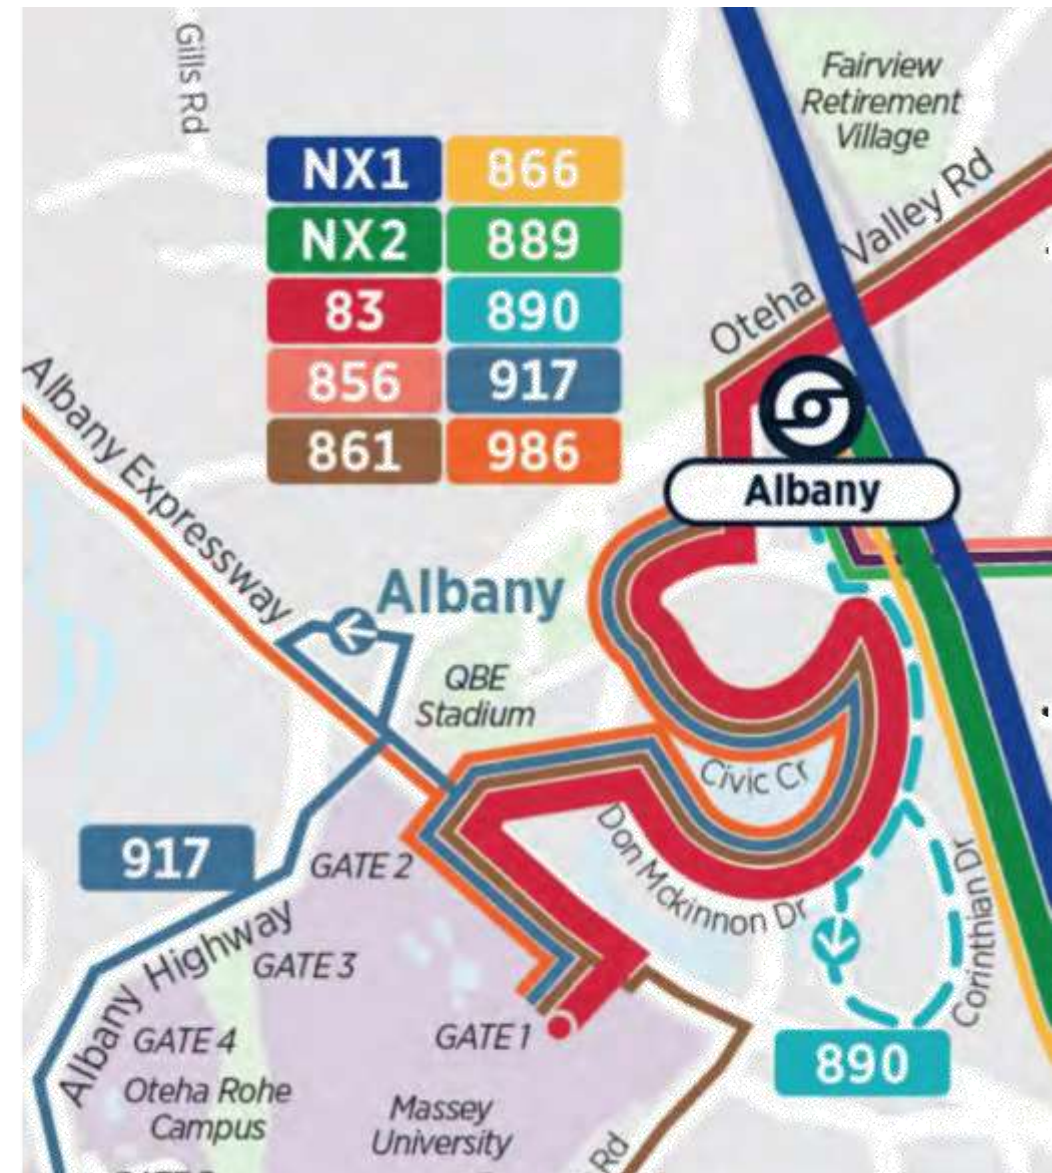 Gills Rd
Fairview
Retirement
Village
NX1
866
NX2
889
83
890
856
917
861
986
Oteha Valley Rd
Albany Expressway
Albany
Albany
QBE
Stadium
Civic Cr
Don Mckinnon Dr
Corinthian Dr
917
GATE 2
Albany Highway
GATE 3
GATE 4
GATE 1
890
Oteha Rohe
Campus
Massey
University
Rd